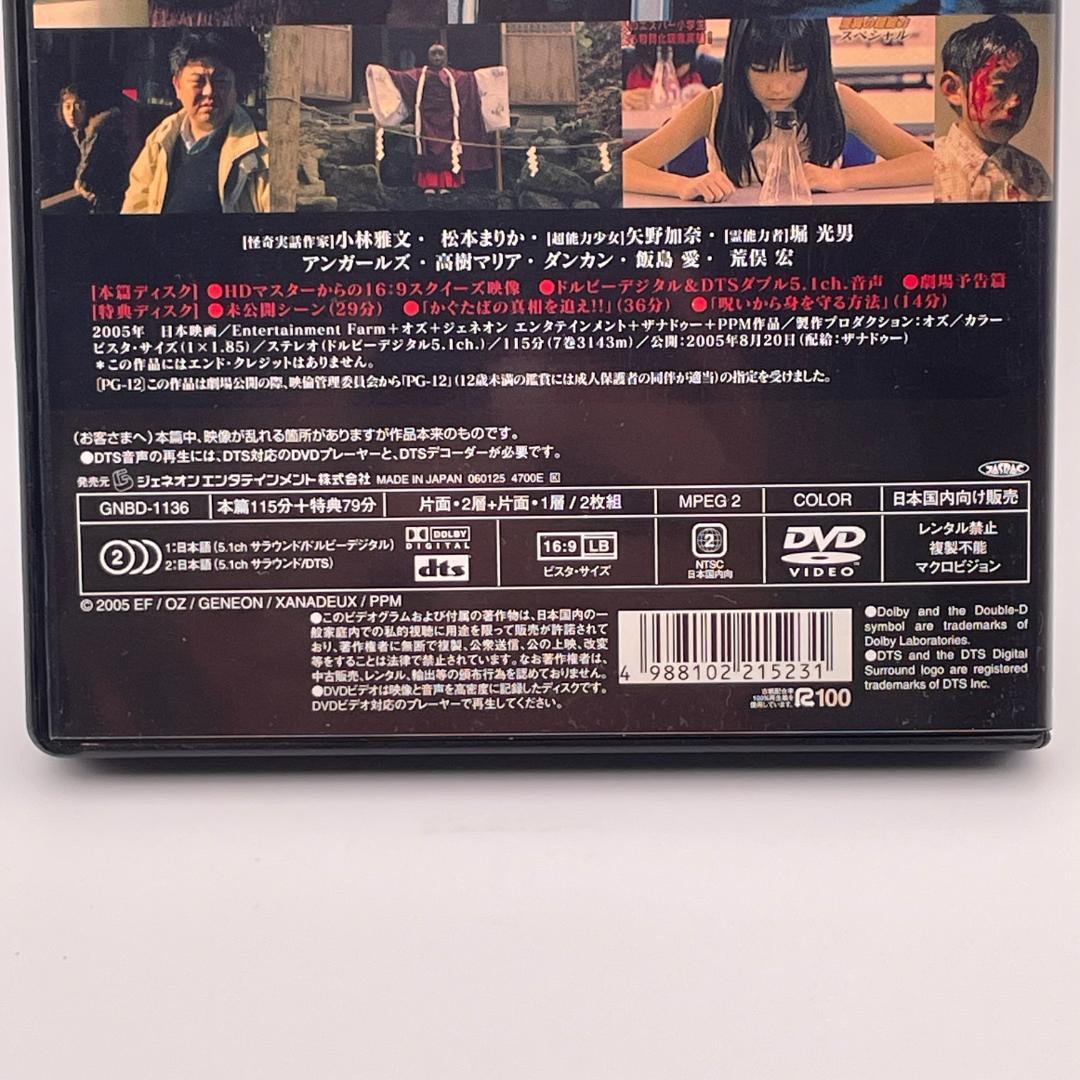 スペシャル
[怪奇実話作家]小林雅文・ 松本まりか・ [超能力少女]矢野加奈・ [霊能力者]堀 光男
アンガールズ・高樹マリア・ダンカン・飯島 愛・荒俣 宏
[本篇ディスク] ●HDマスターからの16:9スクイーズ映像 ●ドルビーデジタル&DTSダブル5.1ch.音声 ●劇場予告篇
[特典ディスク] ●未公開シーン(29分) ●「かぐたばの真相を追え!!」(36分) ●「呪いから身を守る方法」(14分)
2005年 日本映画/Entertainment Farm+オズ+ジェネオン エンタテインメント+ザナドゥー+PPM作品/製作プロダクション:オズ/カラー
ビスタ・サイズ(1×1.85)/ステレオ(ドルビーデジタル5.1ch.)/115分(7巻3143m)/公開:2005年8月20日(配給:ザナドゥー)
*この作品にはエンド・クレジットはありません。
[PG-12]この作品は劇場公開の際、映倫管理委員会から「PG-12」(12歳未満の鑑賞には成人保護者の同伴が適当)の指定を受けました。
(お客さまへ)本篇中、映像が乱れる箇所がありますが作品本来のものです。
●DTS音声の再生には、DTS対応のDVDプレーヤーと、DTSデコーダーが必要です。
発売元 ジェネオン エンタテインメント株式会社 MADE IN JAPAN 060125 4700E K
JASRAC
GNBD-1136 本篇115分+特典79分 片面・2層+片面・1層/2枚組 MPEG 2 COLOR 日本国内向け販売
2 1:日本語(5.1ch サラウンド/ドルビーデジタル)
2:日本語(5.1ch サラウンド/DTS)
DOLBY DIGITAL
dts
16:9 LB
ビスタ・サイズ
2
NTSC
日本国内向
DVD
VIDEO
レンタル禁止
複製不能
マクロビジョン
© 2005 EF / OZ / GENEON / XANADEUX / PPM
●このビデオグラムおよび付属の著作物は、日本国内の一
般家庭内での私的視聴に用途を限って販売が許諾されて
おり、著作権者に無断で複製、公衆送信、公の上映、改変
等をすることは法律で禁止されています。なお著作権者は、
中古販売、レンタル、輸出等の頒布行為を認めておりません。
●DVDビデオは映像と音声を高密度に記録したディスクです。
DVDビデオ対応のプレーヤーで再生してください。
4 988102 215231
古紙配合率
100%再生紙を
使用しています。
R100
●Dolby and the Double-D
symbol are trademarks of
Dolby Laboratories.
●DTS and the DTS Digital
Surround logo are registered
trademarks of DTS Inc.